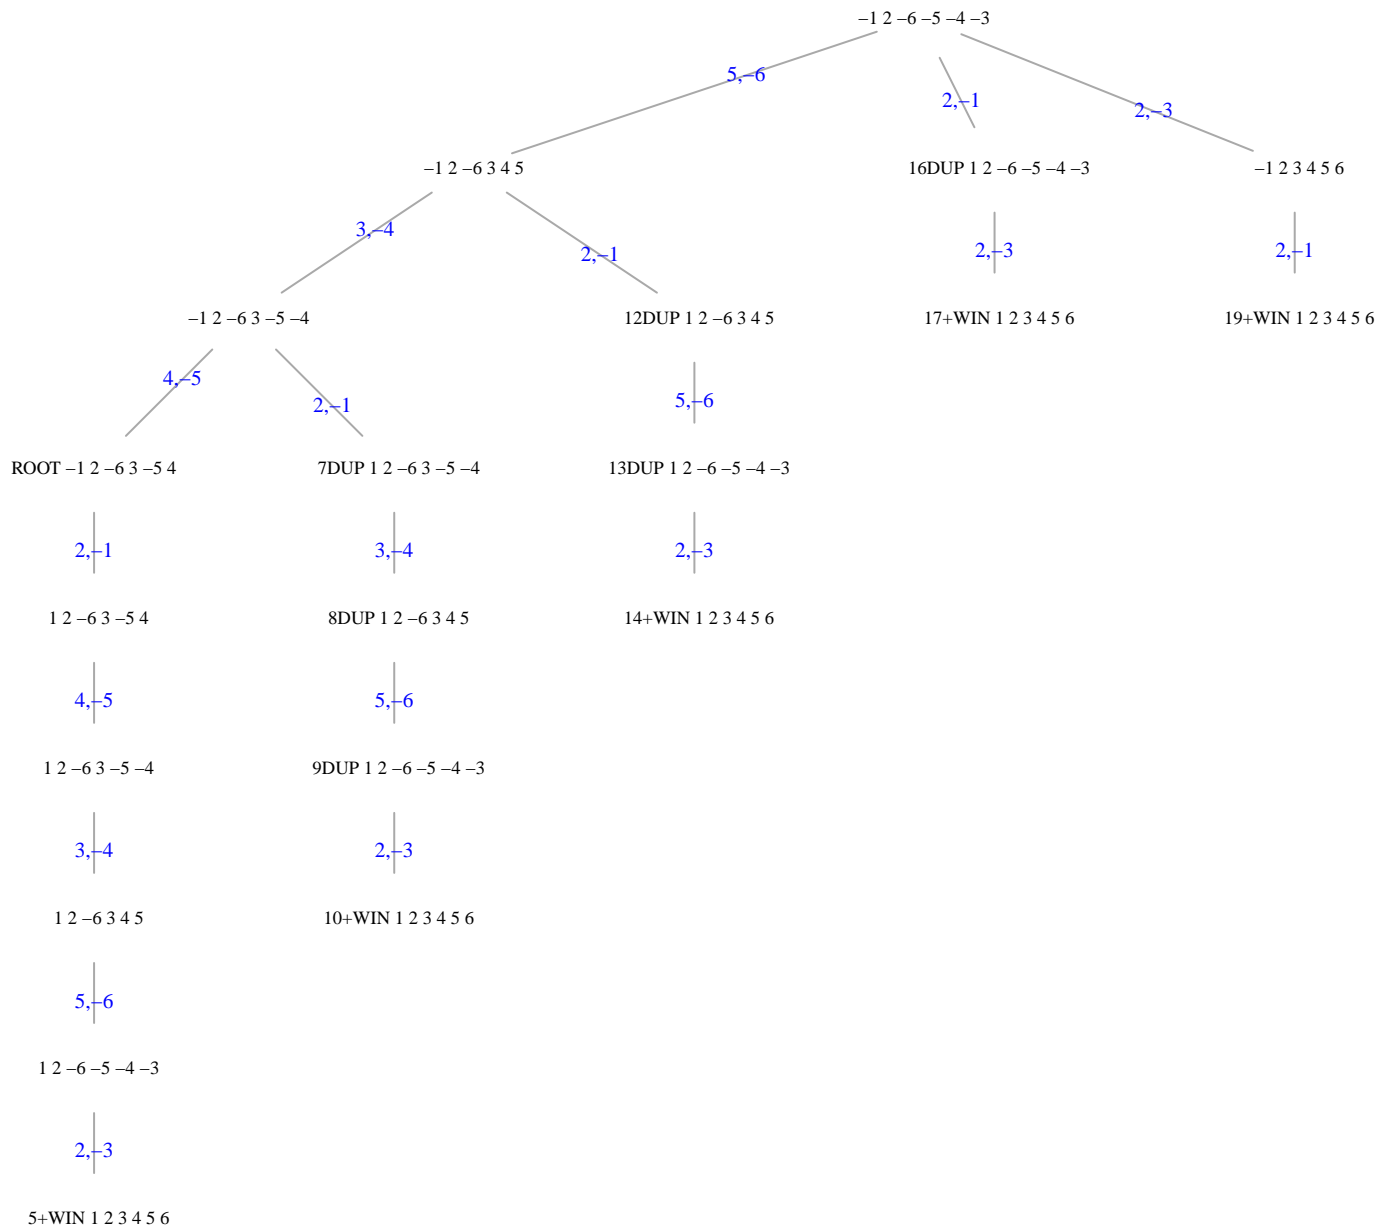 –1 2 –6 –5 –4 –3
5,–6
2,–1
2,–3
–1 2 –6 3 4 5
16DUP 1 2 –6 –5 –4 –3
–1 2 3 4 5 6
3,–4
2,–1
2,–3
2,–1
–1 2 –6 3 –5 –4
12DUP 1 2 –6 3 4 5
17+WIN 1 2 3 4 5 6
19+WIN 1 2 3 4 5 6
4,–5
2,–1
5,–6
ROOT –1 2 –6 3 –5 4
7DUP 1 2 –6 3 –5 –4
13DUP 1 2 –6 –5 –4 –3
2,–1
3,–4
2,–3
1 2 –6 3 –5 4
8DUP 1 2 –6 3 4 5
14+WIN 1 2 3 4 5 6
4,–5
5,–6
1 2 –6 3 –5 –4
9DUP 1 2 –6 –5 –4 –3
3,–4
2,–3
1 2 –6 3 4 5
10+WIN 1 2 3 4 5 6
5,–6
1 2 –6 –5 –4 –3
2,–3
5+WIN 1 2 3 4 5 6